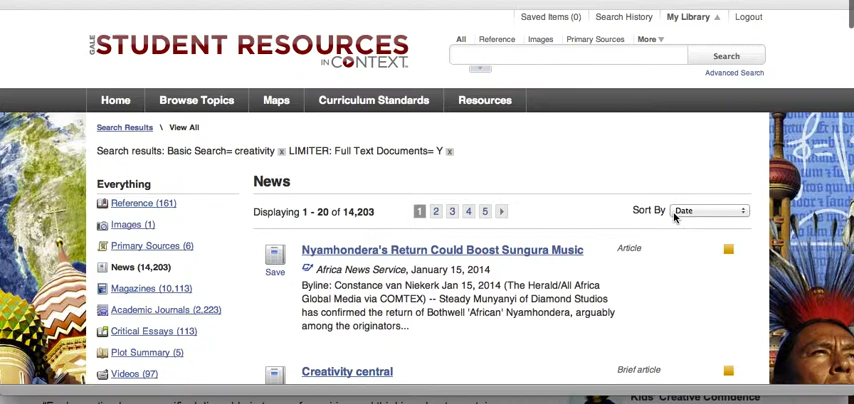 Saved Items (0) Search History My Library Logout
GALE STUDENT RESOURCES
IN CONTEXT
All Reference Images Primary Sources More
Search
Advanced Search
Home Browse Topics Maps Curriculum Standards Resources
Search Results \ View All
Search results: Basic Search= creativity x LIMITER: Full Text Documents= Y x
Everything
Reference (161)
Images (1)
Primary Sources (6)
News (14,203)
Magazines (10,113)
Academic Journals (2,223)
Critical Essays (113)
Plot Summary (5)
Videos (97)
News
Displaying 1 - 20 of 14,203 1 2 3 4 5 Sort By Date
Nyamhondera's Return Could Boost Sungura Music Article
Save
Africa News Service, January 15, 2014
Byline: Constance van Niekerk Jan 15, 2014 (The Herald/All Africa
Global Media via COMTEX) -- Steady Munyanyi of Diamond Studios
has confirmed the return of Bothwell 'African' Nyamhondera, arguably
among the originators...
Creativity central Brief article
Kids' Creative Confidence